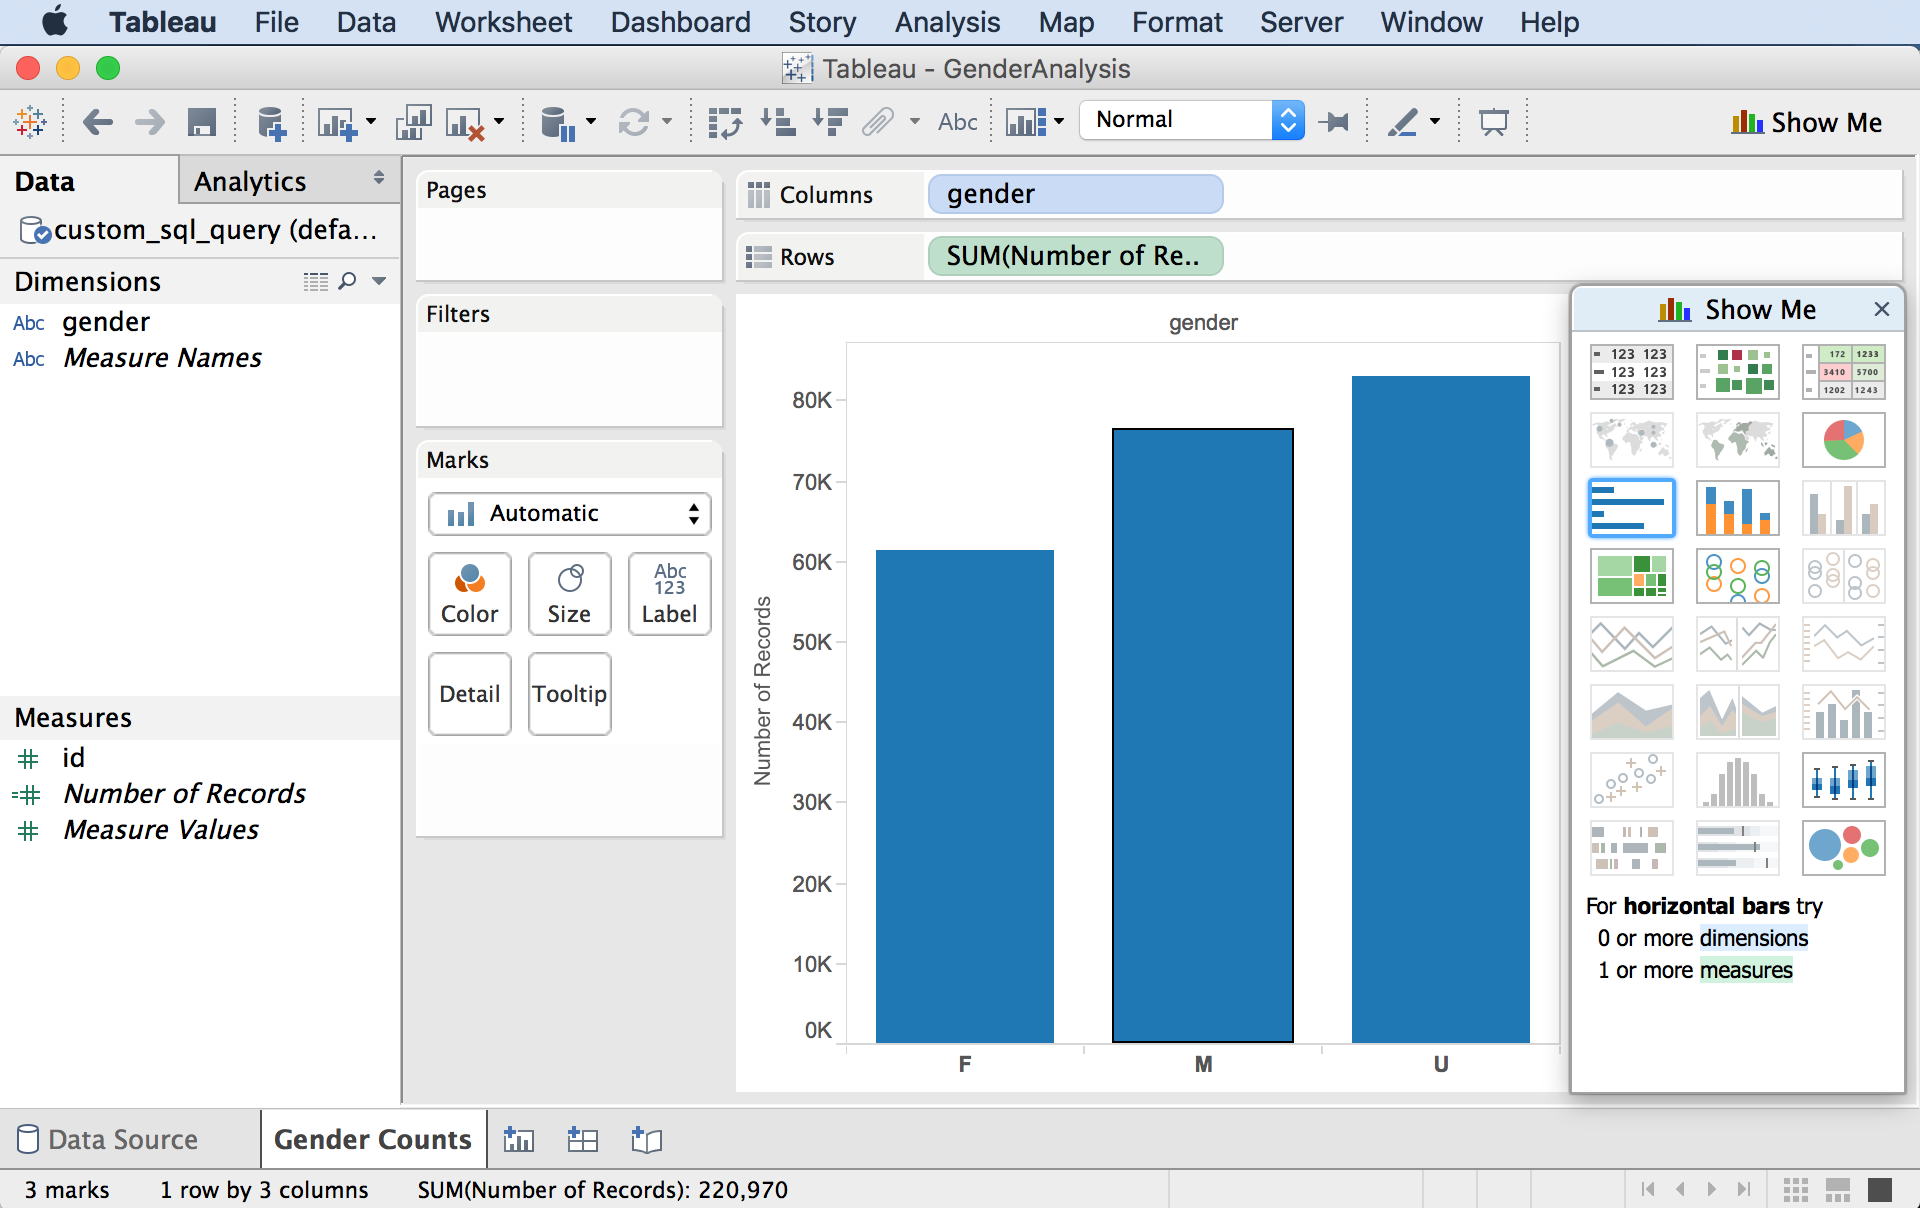 Tableau File Data Worksheet Dashboard Story Analysis Map Format Server Window Help
Tableau - GenderAnalysis
Abc
Normal
Show Me
Data
Analytics
custom_sql_query (defa...
Dimensions
Abc gender
Abc Measure Names
Measures
id
Number of Records
Measure Values
Pages
Filters
Marks
Automatic
Color
Size
Abc
123
Label
Detail
Tooltip
Columns
gender
Rows
SUM(Number of Re..
gender
Number of Records
80K
70K
60K
50K
40K
30K
20K
10K
0K
F
M
U
Show Me
123 123
123 123
123 123
172 1233
3410 5700
1202 1243
For horizontal bars try
0 or more dimensions
1 or more measures
Data Source
Gender Counts
3 marks
1 row by 3 columns
SUM(Number of Records): 220,970